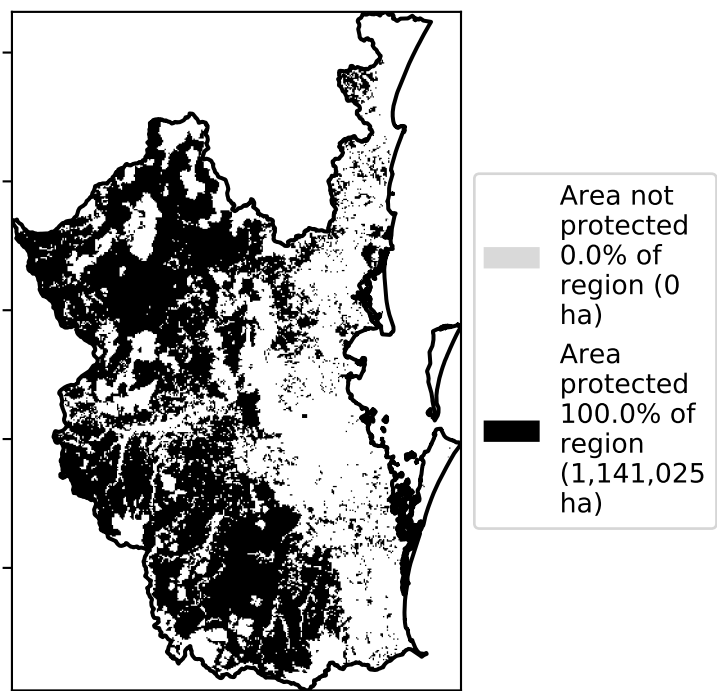 Area not
protected
0.0% of
region (0
ha)
Area
protected
100.0% of
region
(1,141,025
ha)